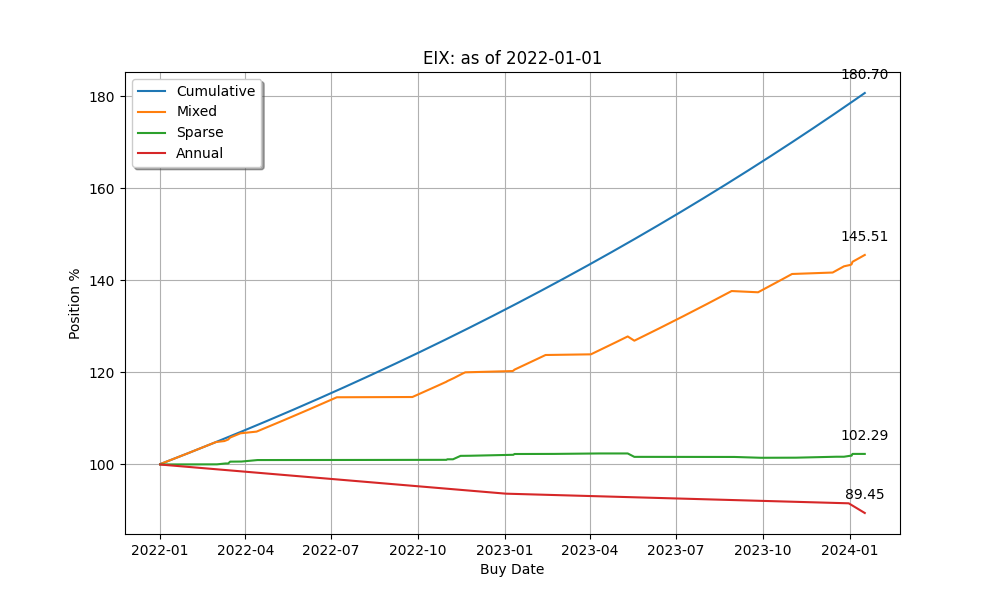 EIX: as of 2022-01-01
180.70
180
Cumulative
Mixed
Sparse
Annual
160
145.51
140
120
102.29
100
89.45
Position %
2022-01 2022-04 2022-07 2022-10 2023-01 2023-04 2023-07 2023-10 2024-01
Buy Date